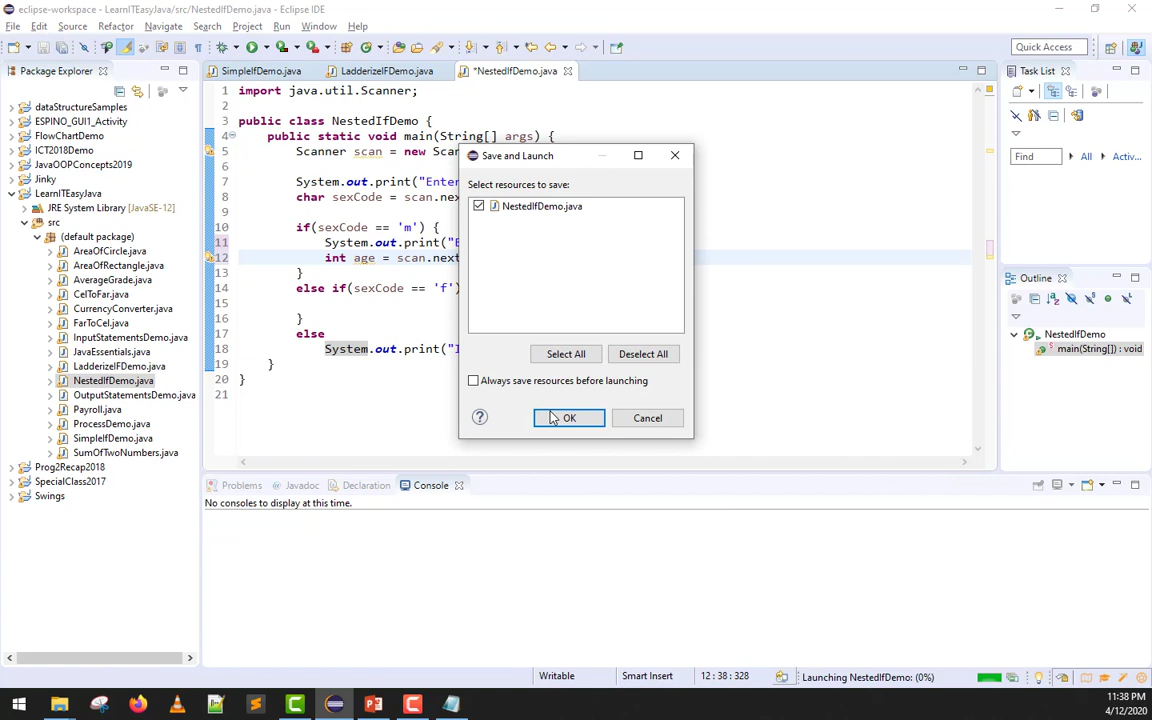 eclipse-workspace - LearnITEasyJava/src/NestedIfDemo.java - Eclipse IDE
File Edit Source Refactor Navigate Search Project Run Window Help
Quick Access
Package Explorer
SimpleIfDemo.java
LadderizeIFDemo.java
*NestedIfDemo.java
Task List
dataStructureSamples
ESPINO_GUI1_Activity
FlowChartDemo
ICT2018Demo
JavaOOPConcepts2019
Jinky
LearnITEasyJava
JRE System Library [JavaSE-12]
src
(default package)
AreaOfCircle.java
AreaOfRectangle.java
AverageGrade.java
CelToFar.java
CurrencyConverter.java
FarToCel.java
InputStatementsDemo.java
JavaEssentials.java
LadderizeIFDemo.java
NestedIfDemo.java
OutputStatementsDemo.java
Payroll.java
ProcessDemo.java
SimpleIfDemo.java
SumOfTwoNumbers.java
Prog2Recap2018
SpecialClass2017
Swings
1 import java.util.Scanner;
2
3 public class NestedIfDemo {
4 public static void main(String[] args) {
5 Scanner scan = new Scan
6
7 System.out.print("Enter
8 char sexCode = scan.nex
9
10 if(sexCode == 'm') {
11 System.out.print("E
12 int age = scan.next
13 }
14 else if(sexCode == 'f')
15
16 }
17 else
18 System.out.print("I
19 }
20 }
21
Save and Launch
Select resources to save:
NestedIfDemo.java
Select All Deselect All
Always save resources before launching
OK Cancel
Find All Activ...
Outline
NestedIfDemo
main(String[]) : void
Problems Javadoc Declaration Console
No consoles to display at this time.
Writable Smart Insert 12 : 38 : 328 Launching NestedIfDemo: (0%)
11:38 PM
4/12/2020